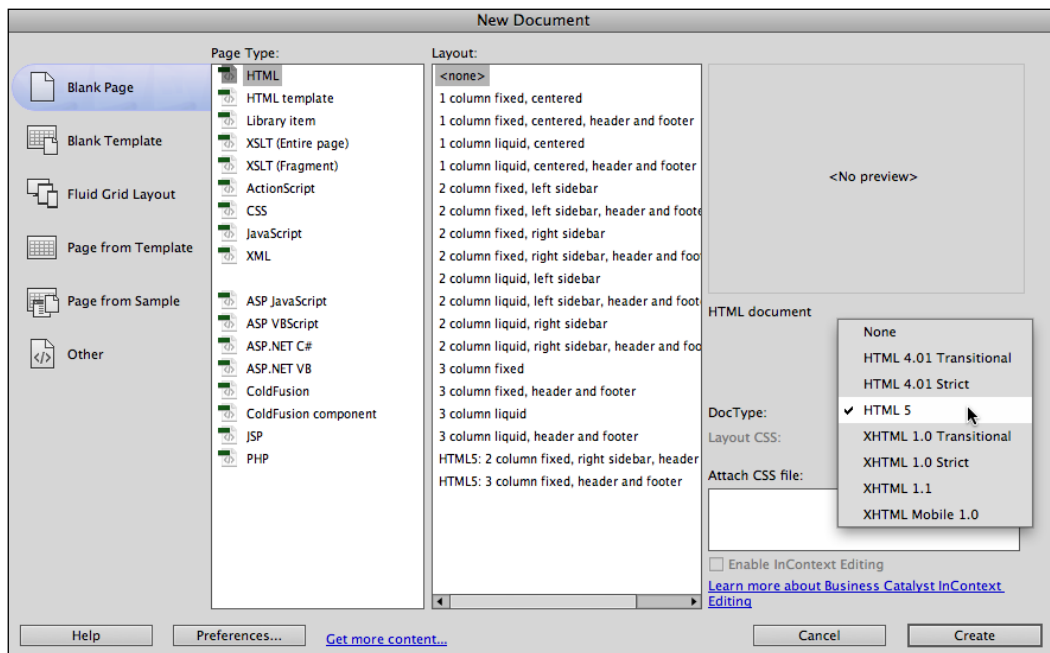 New Document
Blank Page
Blank Template
Fluid Grid Layout
Page from Template
Page from Sample
Other
Page Type:
HTML
HTML template
Library item
XSLT (Entire page)
XSLT (Fragment)
ActionScript
CSS
JavaScript
XML
ASP JavaScript
ASP VBScript
ASP.NET C#
ASP.NET VB
ColdFusion
ColdFusion component
JSP
PHP
Layout:
<none>
1 column fixed, centered
1 column fixed, centered, header and footer
1 column liquid, centered
1 column liquid, centered, header and footer
2 column fixed, left sidebar
2 column fixed, left sidebar, header and foote
2 column fixed, right sidebar
2 column fixed, right sidebar, header and foo
2 column liquid, left sidebar
2 column liquid, left sidebar, header and foot
2 column liquid, right sidebar
2 column liquid, right sidebar, header and foo
3 column fixed
3 column fixed, header and footer
3 column liquid
3 column liquid, header and footer
HTML5: 2 column fixed, right sidebar, header
HTML5: 3 column fixed, header and footer
<No preview>
HTML document
DocType:
Layout CSS:
None
HTML 4.01 Transitional
HTML 4.01 Strict
HTML 5
XHTML 1.0 Transitional
XHTML 1.0 Strict
XHTML 1.1
XHTML Mobile 1.0
Attach CSS file:
Enable InContext Editing
Learn more about Business Catalyst InContext
Editing
Help
Preferences...
Get more content...
Cancel
Create